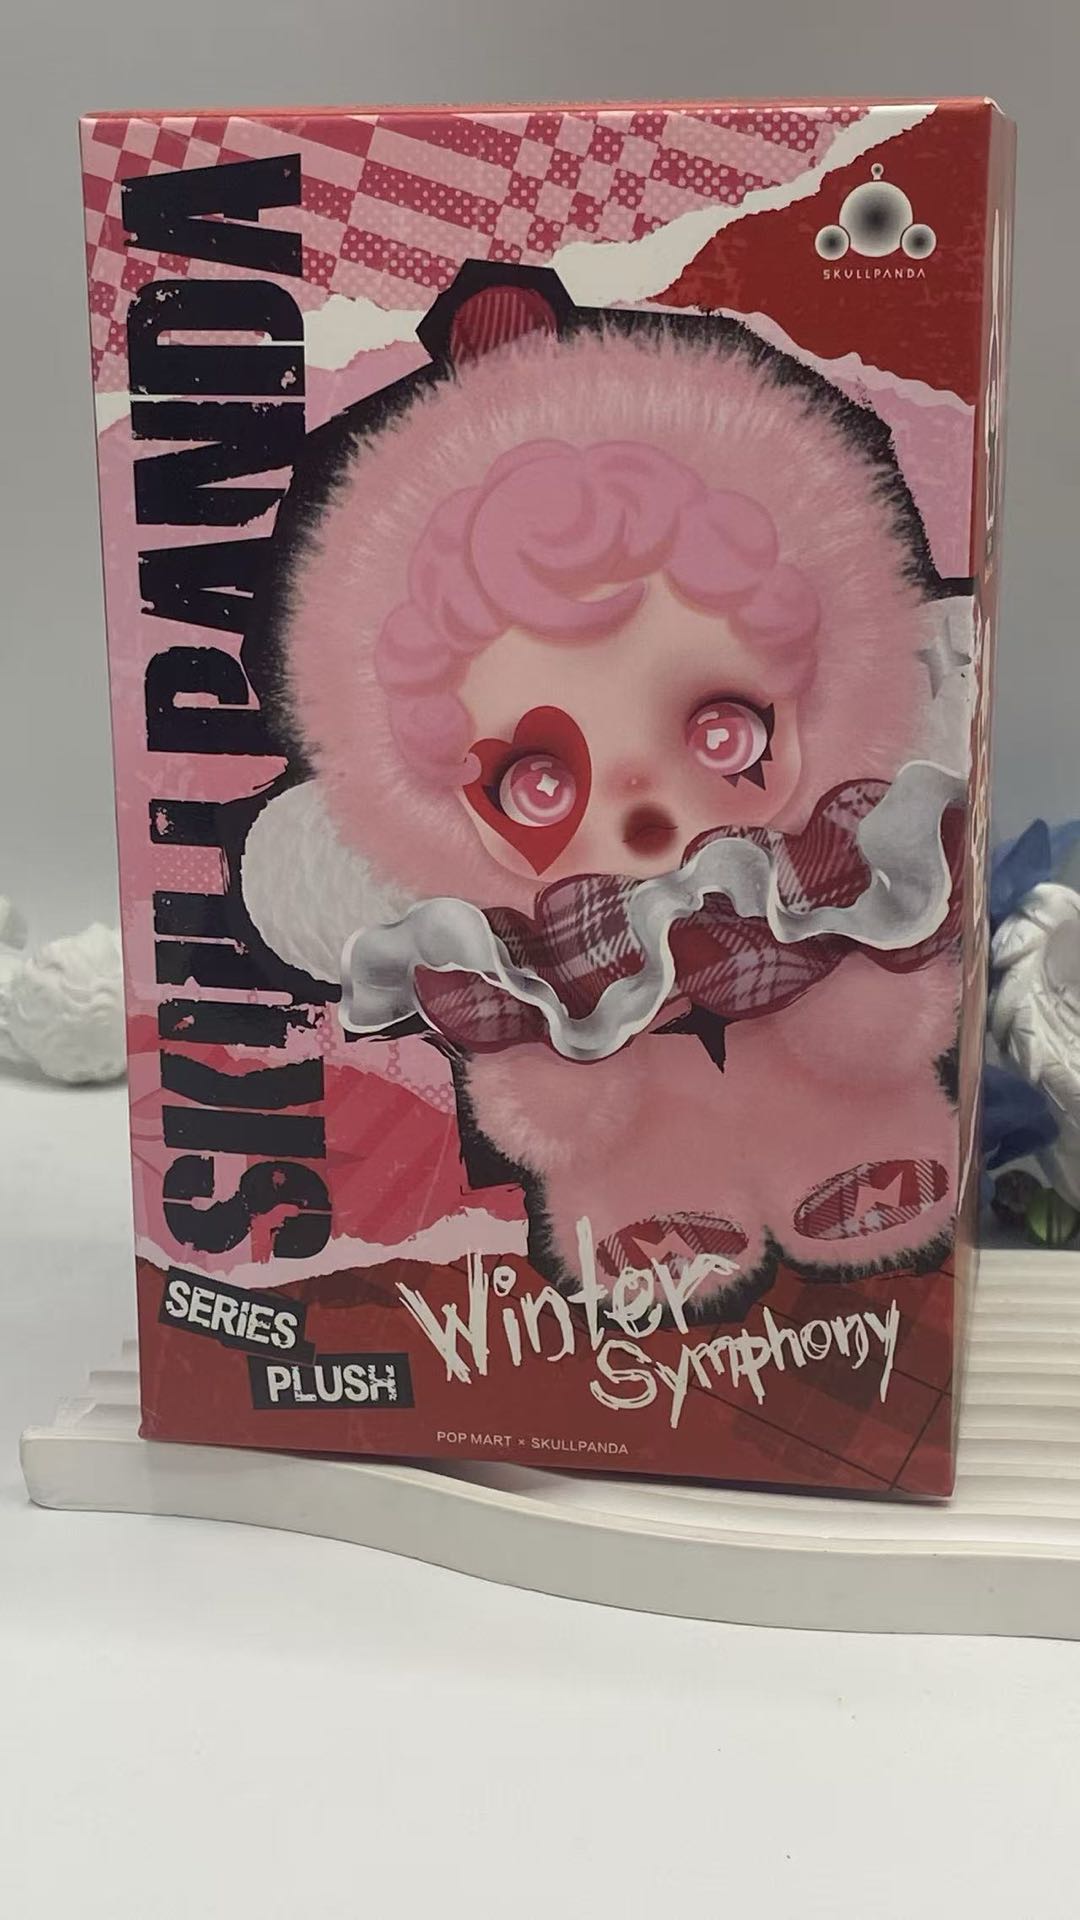 SKULLPANDA
SKULLPANDA
SERIES
PLUSH
Winter
Symphony
POP MART × SKULLPANDA